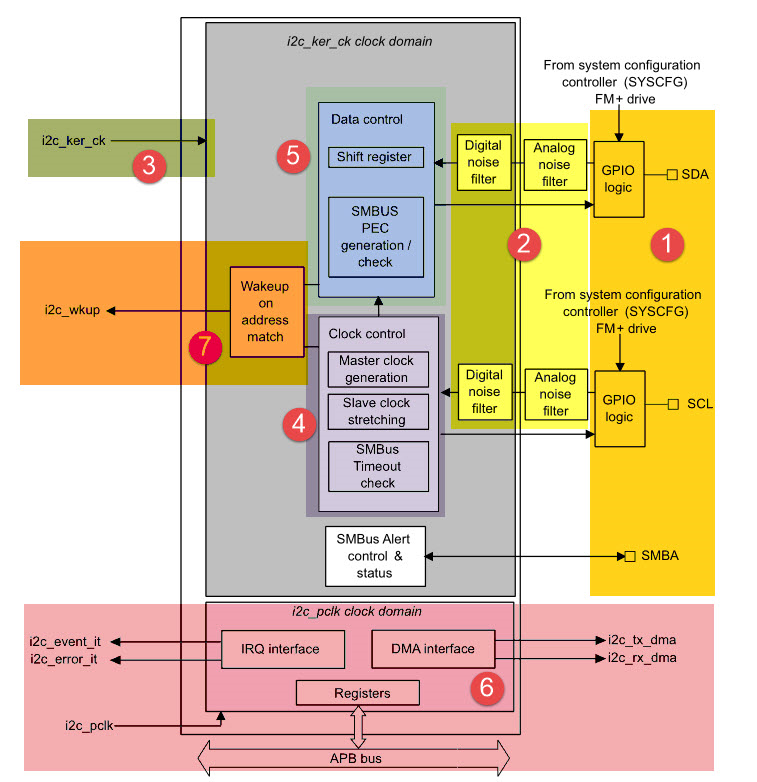 i2c_ker_ck clock domain
From system configuration
controller (SYSCFG)
FM+ drive
i2c_ker_ck
3
Data control
5
Shift register
SMBUS
PEC
generation /
check
Digital
noise
filter
Analog
noise
filter
GPIO
logic
SDA
2
1
i2c_wkup
Wakeup
on
address
match
7
From system configuration
controller (SYSCFG)
FM+ drive
Clock control
Master clock
generation
Slave clock
stretching
4
SMBus
Timeout
check
Digital
noise
filter
Analog
noise
filter
GPIO
logic
SCL
SMBus Alert
control &
status
SMBA
i2c_pclk clock domain
i2c_event_it
i2c_error_it
IRQ interface
DMA interface
i2c_tx_dma
i2c_rx_dma
6
Registers
i2c_pclk
APB bus